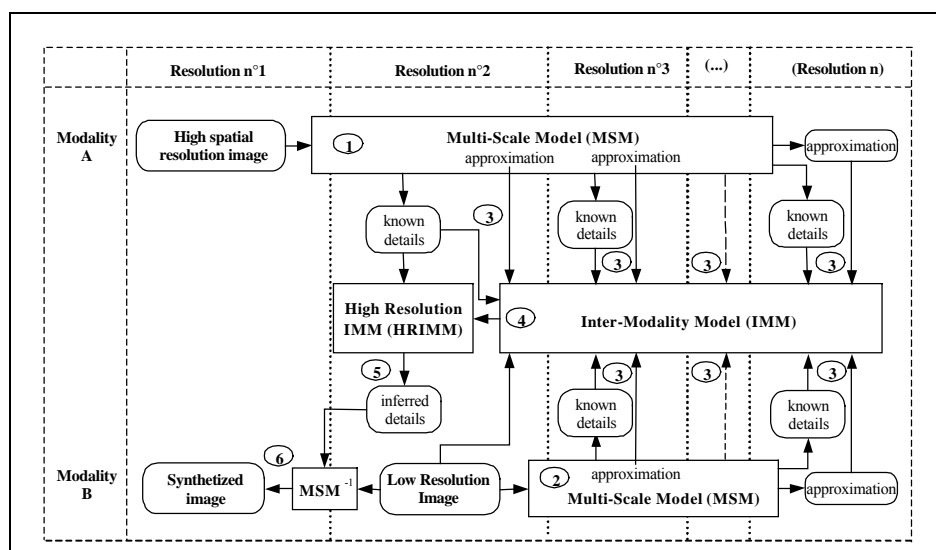 Resolution n°1 Resolution n°2 Resolution n°3 (...) (Resolution n)
Modality
A
High spatial
resolution image
1
Multi-Scale Model (MSM)
approximation approximation
approximation
known
details
3
known
details
known
details
3 3 3
High Resolution
IMM (HRIMM)
4
Inter-Modality Model (IMM)
5
3 3 3
inferred
details
known
details
known
details
6
Modality
B
Synthetized
image
MSM -1
Low Resolution
Image
2
approximation
Multi-Scale Model (MSM)
approximation